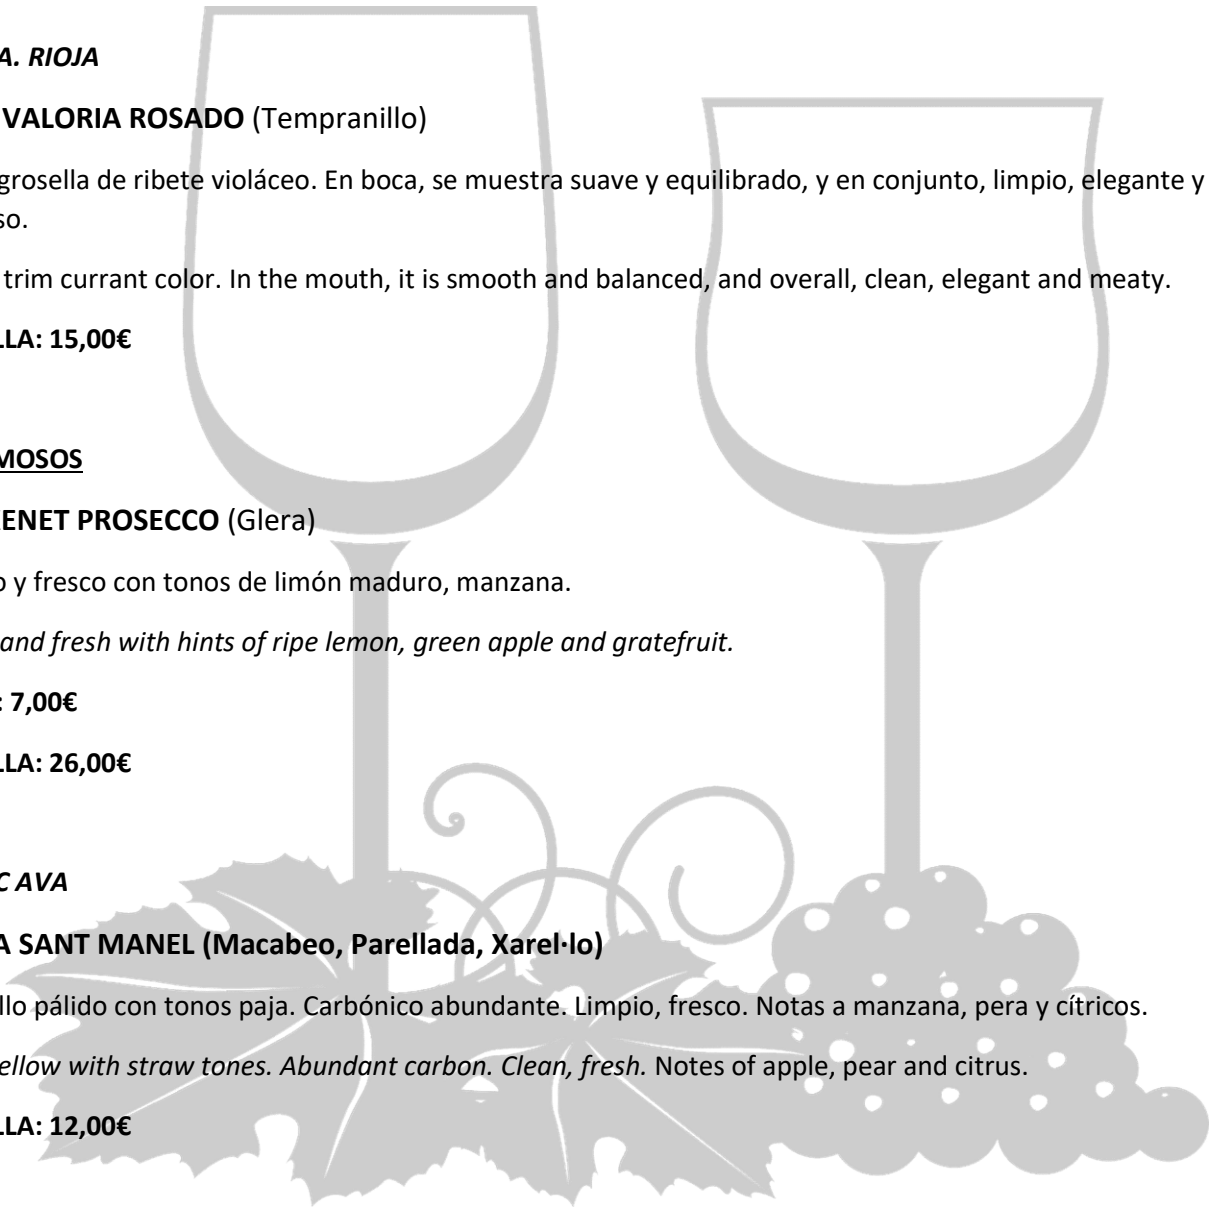 A. RIOJA
VALORIA ROSADO (Tempranillo)
grosella de ribete violáceo. En boca, se muestra suave y equilibrado, y en conjunto, limpio, elegante y
so.
trim currant color. In the mouth, it is smooth and balanced, and overall, clean, elegant and meaty.
LLA: 15,00€
MOSOS
ENET PROSECCO (Glera)
o y fresco con tonos de limón maduro, manzana.
and fresh with hints of ripe lemon, green apple and gratefruit.
: 7,00€
LLA: 26,00€
C AVA
A SANT MANEL (Macabeo, Parellada, Xarel·lo)
llo pálido con tonos paja. Carbónico abundante. Limpio, fresco. Notas a manzana, pera y cítricos.
ellow with straw tones. Abundant carbon. Clean, fresh. Notes of apple, pear and citrus.
LLA: 12,00€